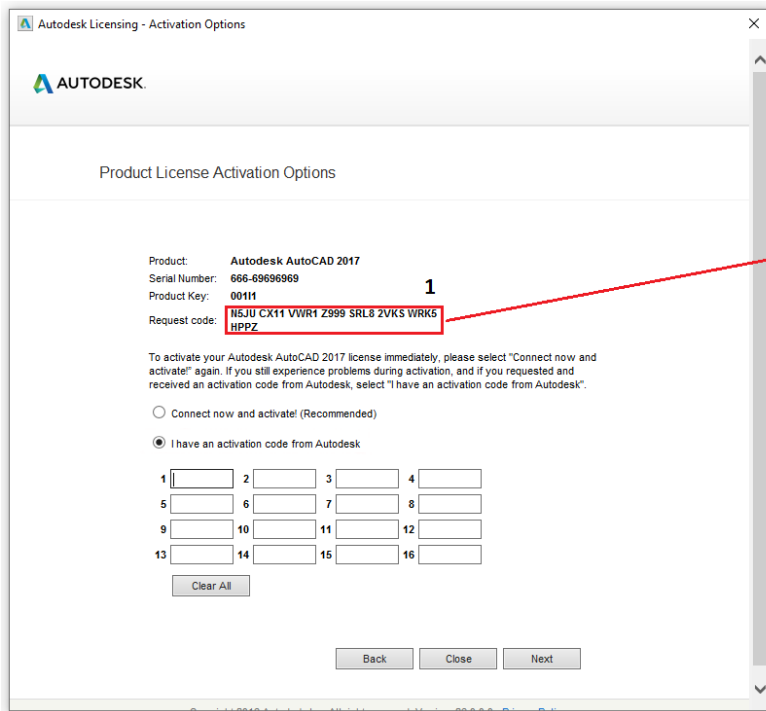 Autodesk Licensing - Activation Options
AUTODESK.
Product License Activation Options
Product: Autodesk AutoCAD 2017
Serial Number: 666-69696969
1
Product Key: 001I1
Request code: N5JU CX11 VWR1 Z999 SRL8 2VKS WRK5
HPPZ
To activate your Autodesk AutoCAD 2017 license immediately, please select "Connect now and
activate!" again. If you still experience problems during activation, and if you requested and
received an activation code from Autodesk, select "I have an activation code from Autodesk".
Connect now and activate! (Recommended)
I have an activation code from Autodesk
1 2 3 4
5 6 7 8
9 10 11 12
13 14 15 16
Clear All
Back Close Next